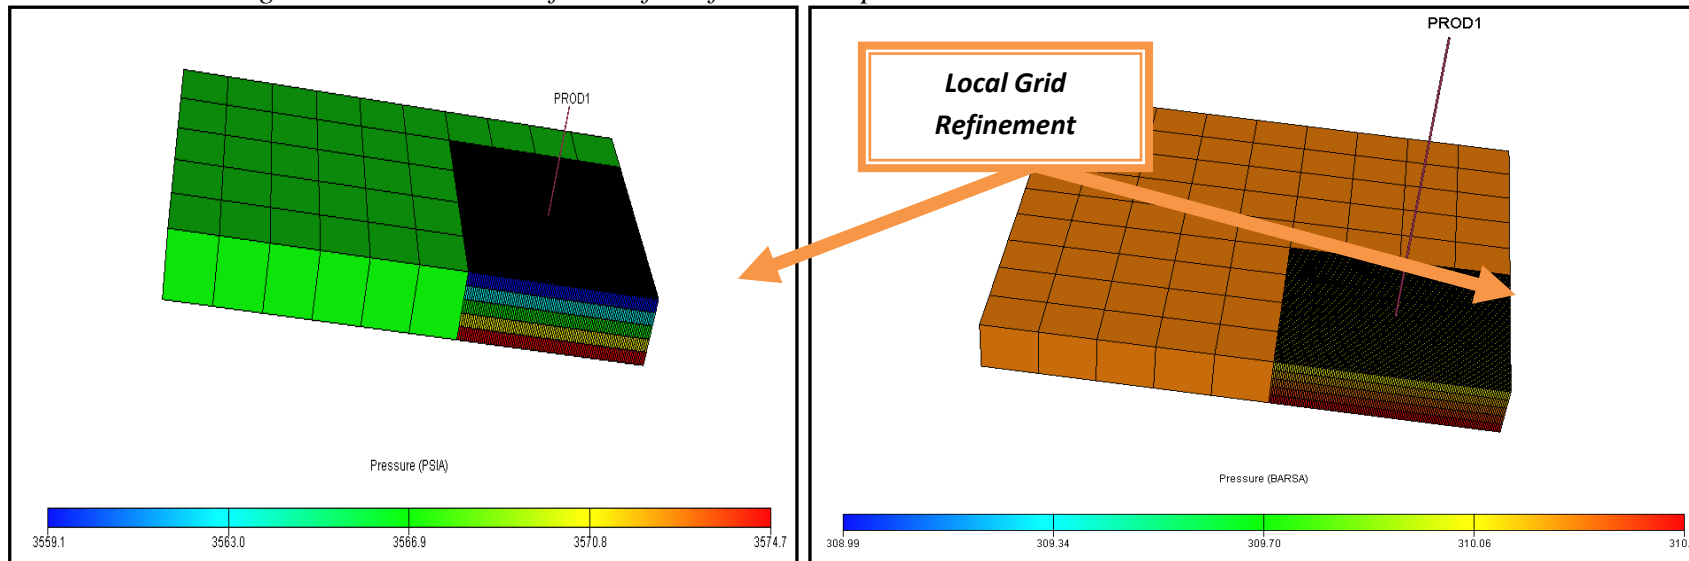 PROD1
PROD1
Local Grid
Refinement
Pressure (PSIA)
3559.1 3563.0 3566.9 3570.8 3574.7
Pressure (BARSA)
308.99 309.34 309.70 310.06 310.